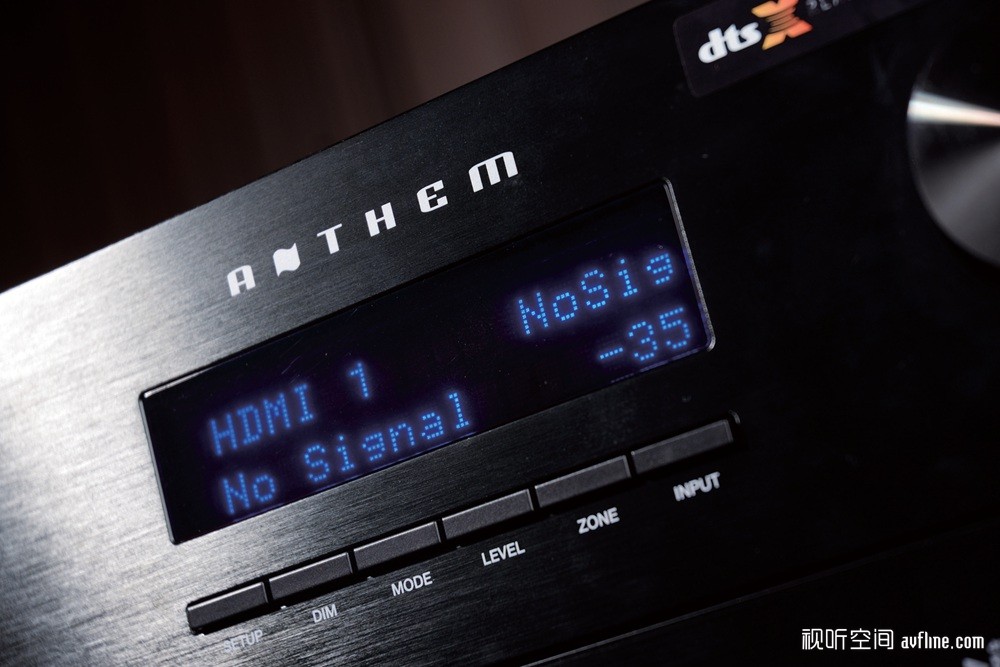 dts X
ANTHEM
HDMI 1 NoSig
No Signal -35
SETUP DIM MODE LEVEL ZONE INPUT
视听空间 avfline.com